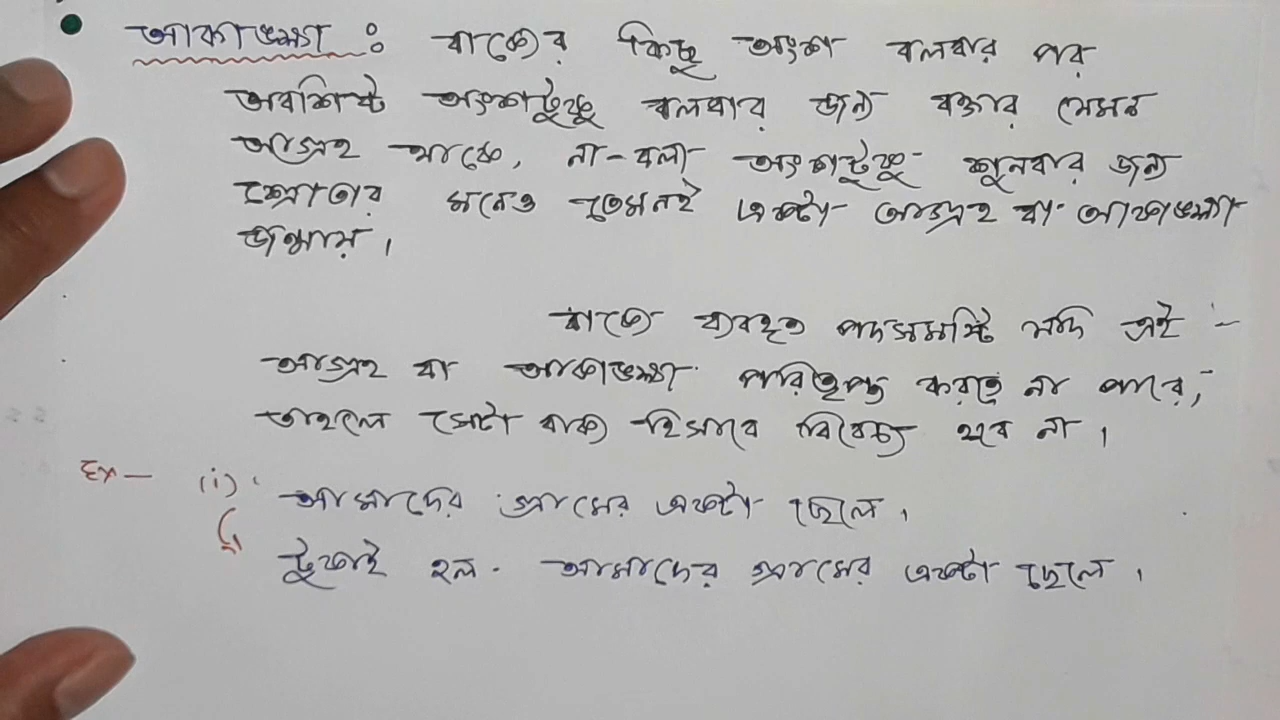 আকাঙ্ক্ষা : বাক্যের কিছু অংশ বলবার পর
অবশিষ্ট অংশটুকু বলবার জন্য বক্তার যেমন
আগ্রহ থাকে, না-বলা অংশটুকু শুনবার জন্য
শ্রোতার মনেও তেমনই একটা আগ্রহ বা আকাঙ্ক্ষা
জন্মায়।
বাক্যে ব্যবহৃত পদসমষ্টি যদি এই -
আগ্রহ বা আকাঙ্ক্ষা পরিতৃপ্ত করতে না পারে,
তাহলে সেটা বাক্য হিসাবে বিবেচ্য হবে না।
Ex— (i) আমাদের গ্রামের একটা ছেলে।
টুকাই হল আমাদের গ্রামের একটা ছেলে।